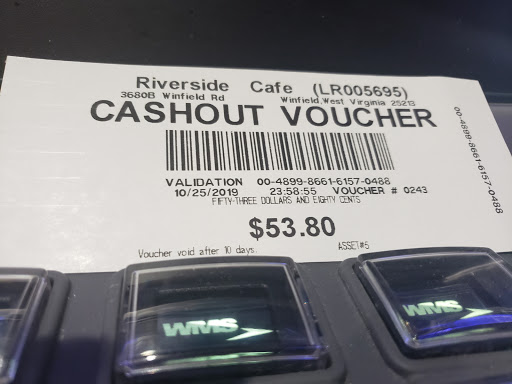 Riverside Cafe (LR005695)
3680B Winfield Rd Winfield,West Virginia 25213
CASHOUT VOUCHER
00-4899-8661-6157-0488
VALIDATION 00-4899-8661-6157-0488
10/25/2019 23:58:55 VOUCHER # 0243
FIFTY-THREE DOLLARS AND EIGHTY CENTS
$53.80
Voucher void after 10 days. ASSET#5
WMS
WMS